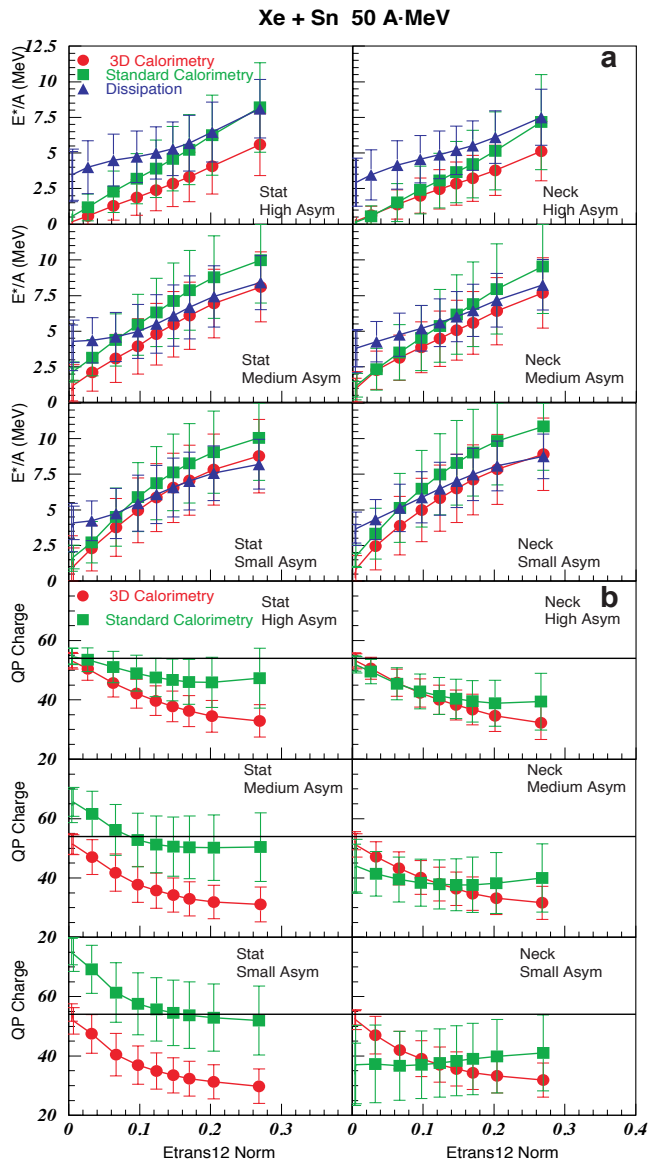 Xe + Sn 50 A·MeV
E*/A (MeV)
12.5
10
7.5
5
2.5
0
3D Calorimetry
Standard Calorimetry
Dissipation
Stat
High Asym
a
Neck
High Asym
E*/A (MeV)
10
7.5
5
2.5
0
Stat
Medium Asym
Neck
Medium Asym
E*/A (MeV)
10
7.5
5
2.5
0
Stat
Small Asym
Neck
Small Asym
QP Charge
60
40
20
3D Calorimetry
Standard Calorimetry
Stat
High Asym
b
Neck
High Asym
QP Charge
60
40
20
Stat
Medium Asym
Neck
Medium Asym
QP Charge
60
40
20
Stat
Small Asym
Neck
Small Asym
0 0.1 0.2 0.3 0 0.1 0.2 0.3 0.4
Etrans12 Norm Etrans12 Norm